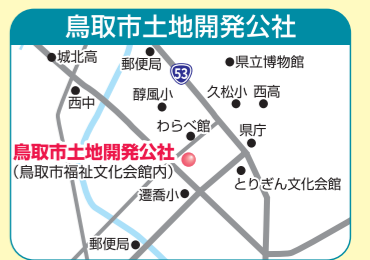 鳥取市土地開発公社
城北高
郵便局
県立博物館
53
西中
醇風小
久松小
西高
わらべ館
県庁
鳥取市土地開発公社
（鳥取市福祉文化会館内）
とりぎん文化会館
遷喬小
郵便局